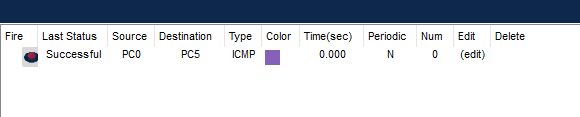 Fire Last Status Source Destination Type Color Time(sec) Periodic Num Edit Delete
Successful PC0 PC5 ICMP 0.000 N 0 (edit)